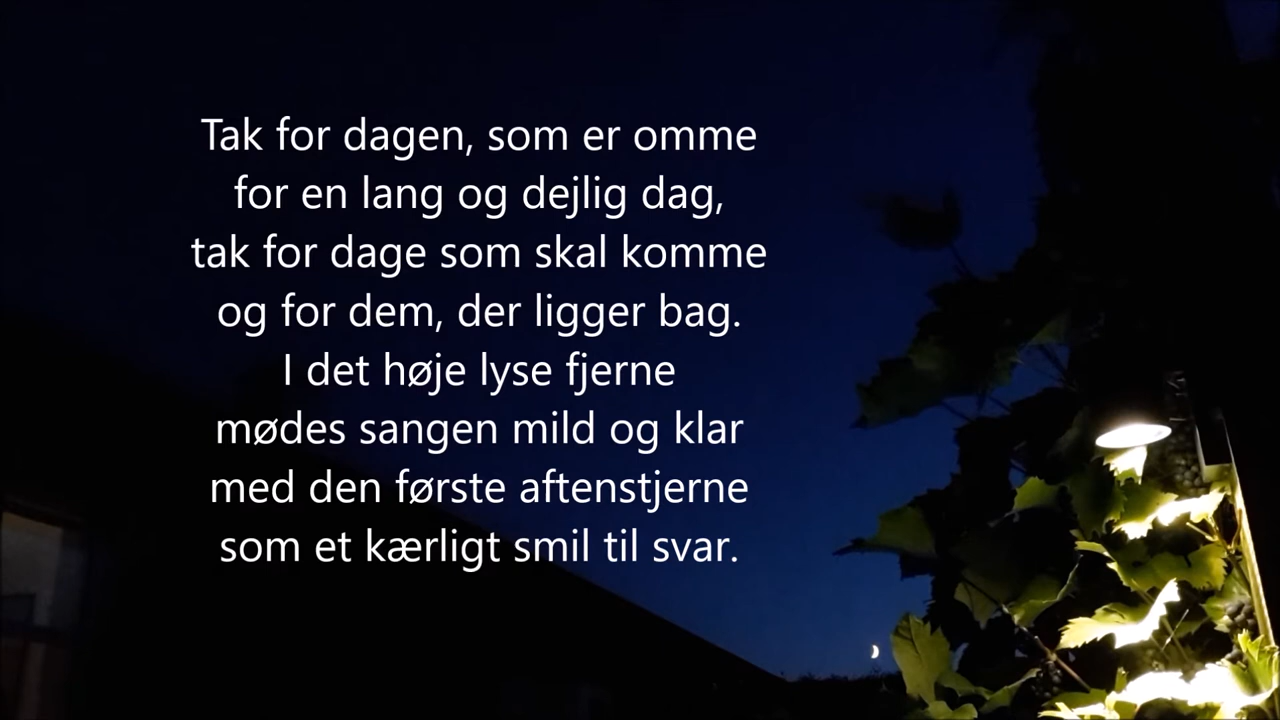 Tak for dagen, som er omme
for en lang og dejlig dag,
tak for dage som skal komme
og for dem, der ligger bag.
I det høje lyse fjerne
mødes sangen mild og klar
med den første aftenstjerne
som et kærligt smil til svar.